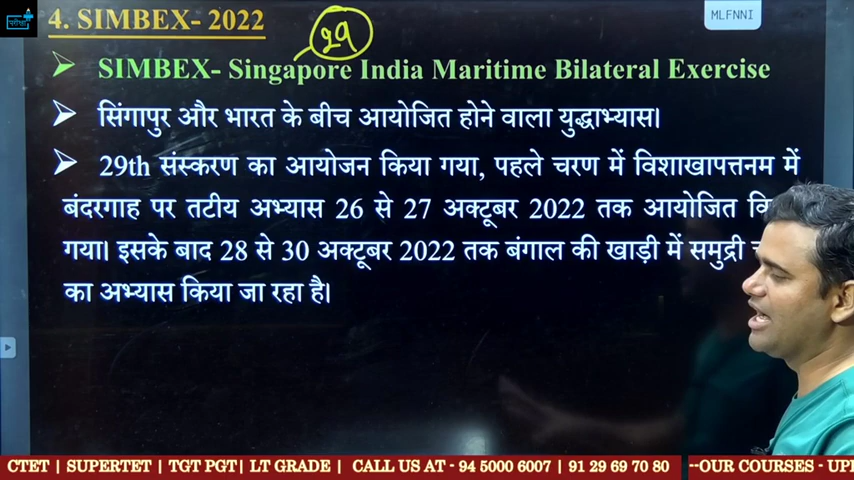 परीक्षा
4. SIMBEX- 2022
29
MLFNNI
SIMBEX- Singapore India Maritime Bilateral Exercise
सिंगापुर और भारत के बीच आयोजित होने वाला युद्धाभ्यास।
29th संस्करण का आयोजन किया गया, पहले चरण में विशाखापत्तनम में
बंदरगाह पर तटीय अभ्यास 26 से 27 अक्टूबर 2022 तक आयोजित
गया। इसके बाद 28 से 30 अक्टूबर 2022 तक बंगाल की खाड़ी में समुद्री
का अभ्यास किया जा रहा है।
CTET | SUPERTET | TGT PGT| LT GRADE | CALL US AT - 94 5000 6007 | 91 29 69 70 80 --OUR COURSES - UP